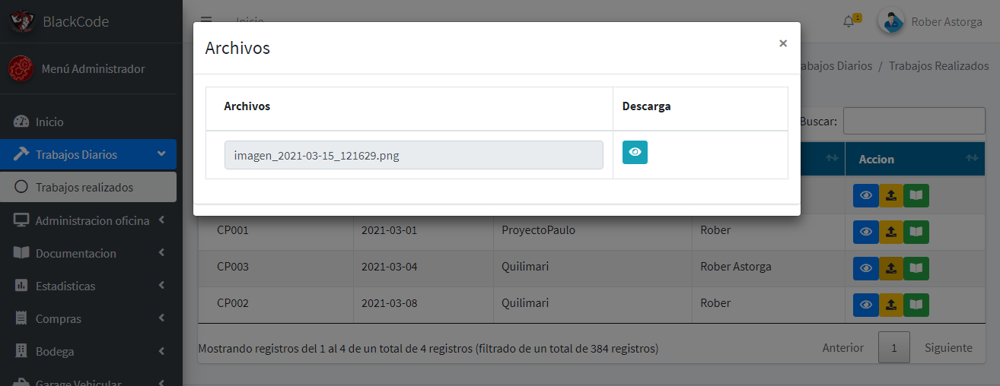 BlackCode
Menú Administrador
Inicio
Trabajos Diarios
Trabajos realizados
Administracion oficina
Documentacion
Estadisticas
Compras
Bodega
Garage Vehicular
Inicio
1
Rober Astorga
abajos Diarios / Trabajos Realizados
Archivos ×
Archivos Descarga
imagen_2021-03-15_121629.png
Buscar:
Accion
CP001 2021-03-01 ProyectoPaulo Rober
CP003 2021-03-04 Quilimari Rober Astorga
CP002 2021-03-08 Quilimari Rober
Mostrando registros del 1 al 4 de un total de 4 registros (filtrado de un total de 384 registros)
Anterior 1 Siguiente